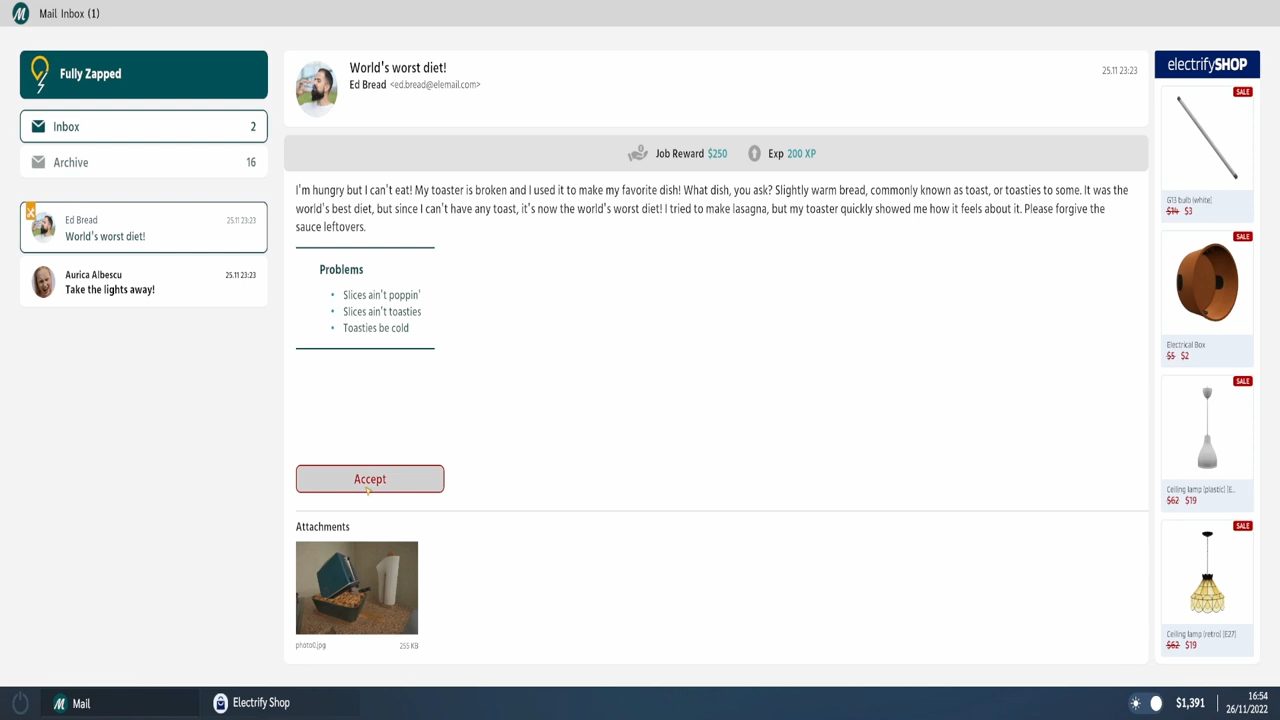 Mail Inbox (1)
Fully Zapped
Inbox 2
Archive 16
Ed Bread 25.11 23:23
World's worst diet!
Aurica Albescu 25.11 23:23
Take the lights away!
World's worst diet!
Ed Bread <ed.bread@elemail.com>
25.11 23:23
Job Reward $250 Exp 200 XP
I'm hungry but I can't eat! My toaster is broken and I used it to make my favorite dish! What dish, you ask? Slightly warm bread, commonly known as toast, or toasties to some. It was the
world's best diet, but since I can't have any toast, it's now the world's worst diet! I tried to make lasagna, but my toaster quickly showed me how it feels about it. Please forgive the
sauce leftovers.
Problems
• Slices ain't poppin'
• Slices ain't toasties
• Toasties be cold
Accept
Attachments
photo0.jpg 255 KB
electrifySHOP
SALE
G13 bulb (white)
$14 $3
SALE
Electrical Box
$5 $2
SALE
Ceiling lamp (plastic) [E...
$62 $19
SALE
Ceiling lamp (retro) [E27]
$62 $19
Mail
Electrify Shop
$1,391
16:54
26/11/2022